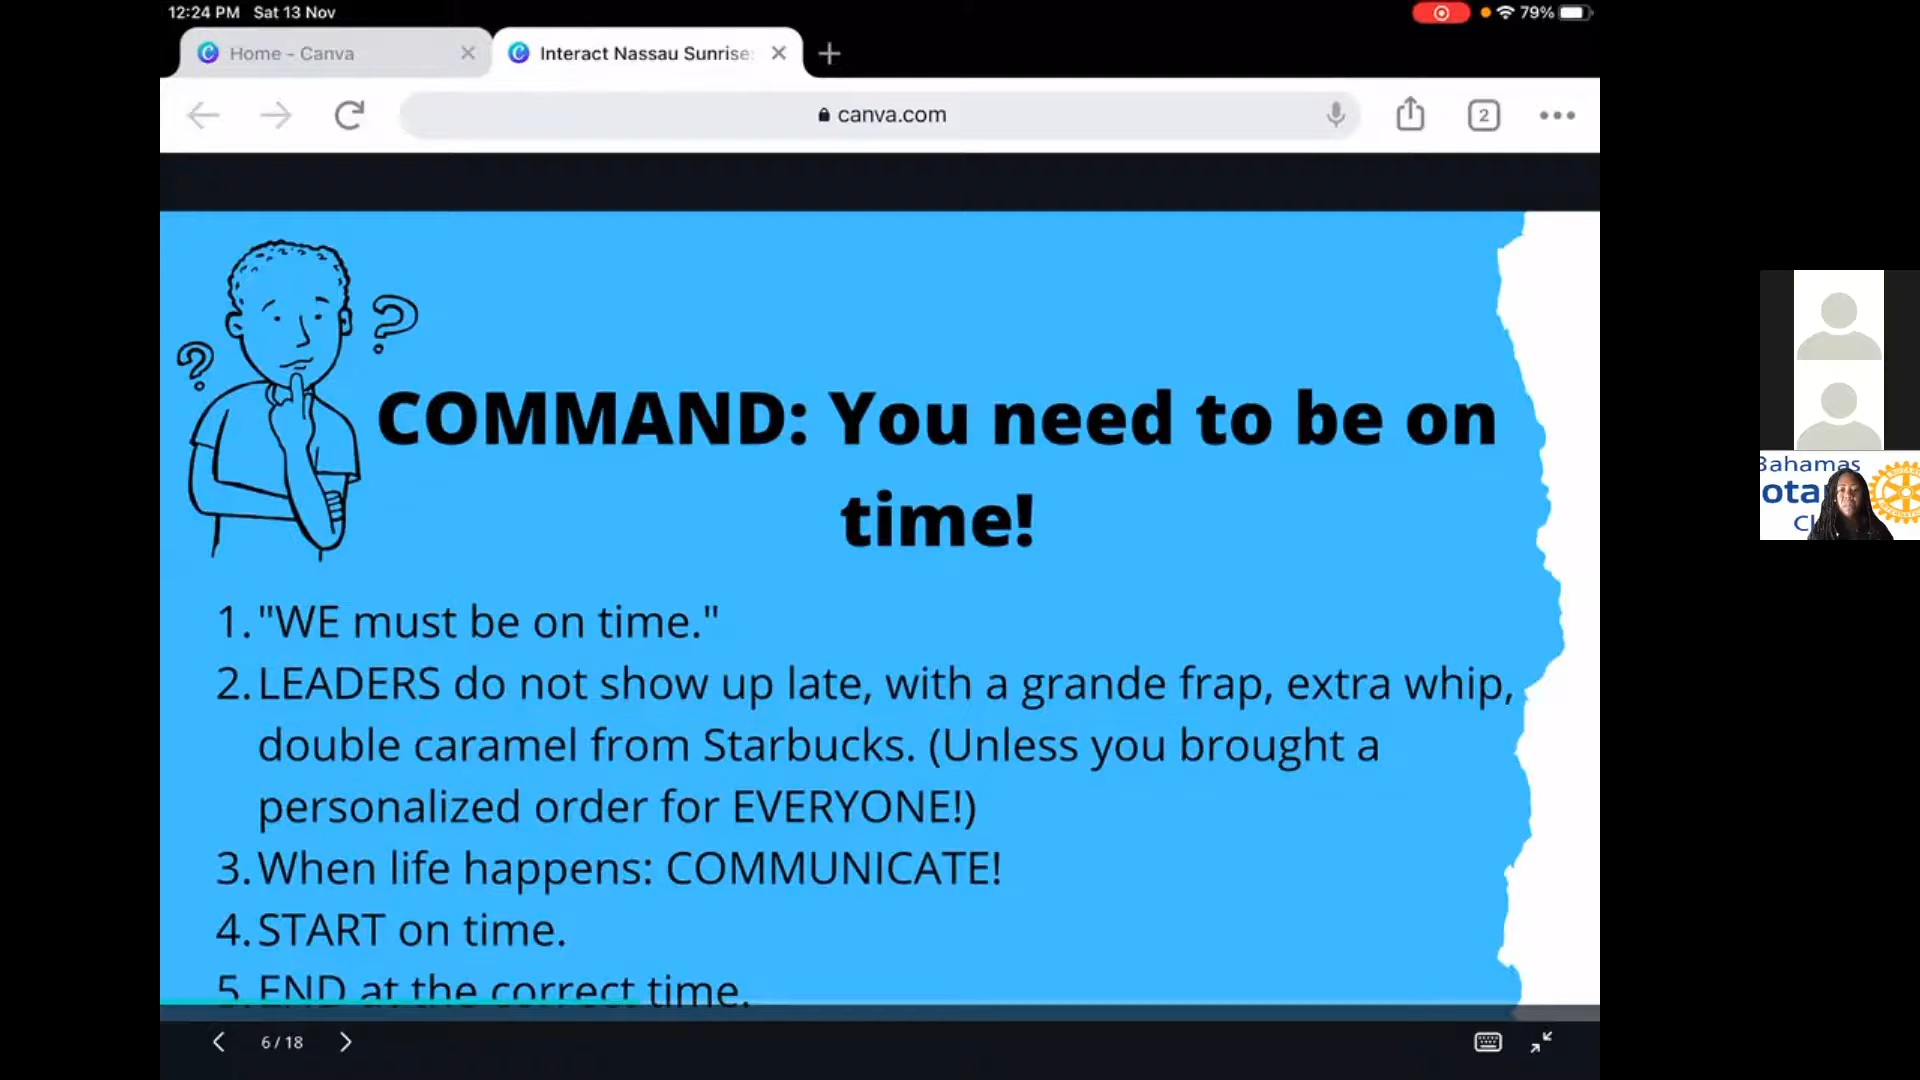 12:24 PM Sat 13 Nov
79%
Home - Canva
Interact Nassau Sunrise
canva.com
2
COMMAND: You need to be on
time!
1. "WE must be on time."
2. LEADERS do not show up late, with a grande frap, extra whip,
double caramel from Starbucks. (Unless you brought a
personalized order for EVERYONE!)
3. When life happens: COMMUNICATE!
4. START on time.
5. END at the correct time.
6 / 18
Bahamas